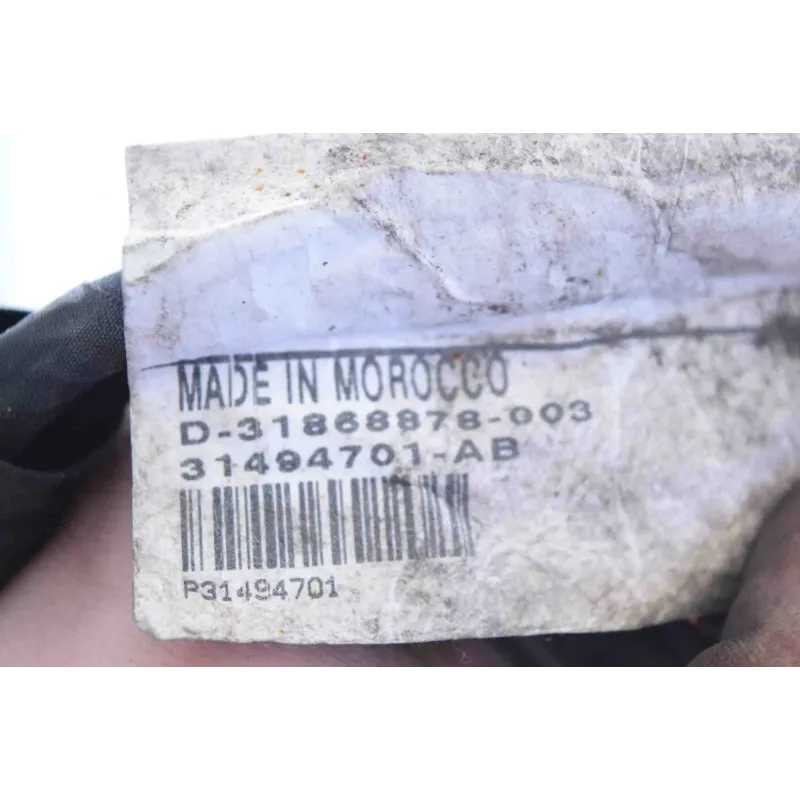 MADE IN MOROCCO
D-31868878-003
31494701-AB
P31494701